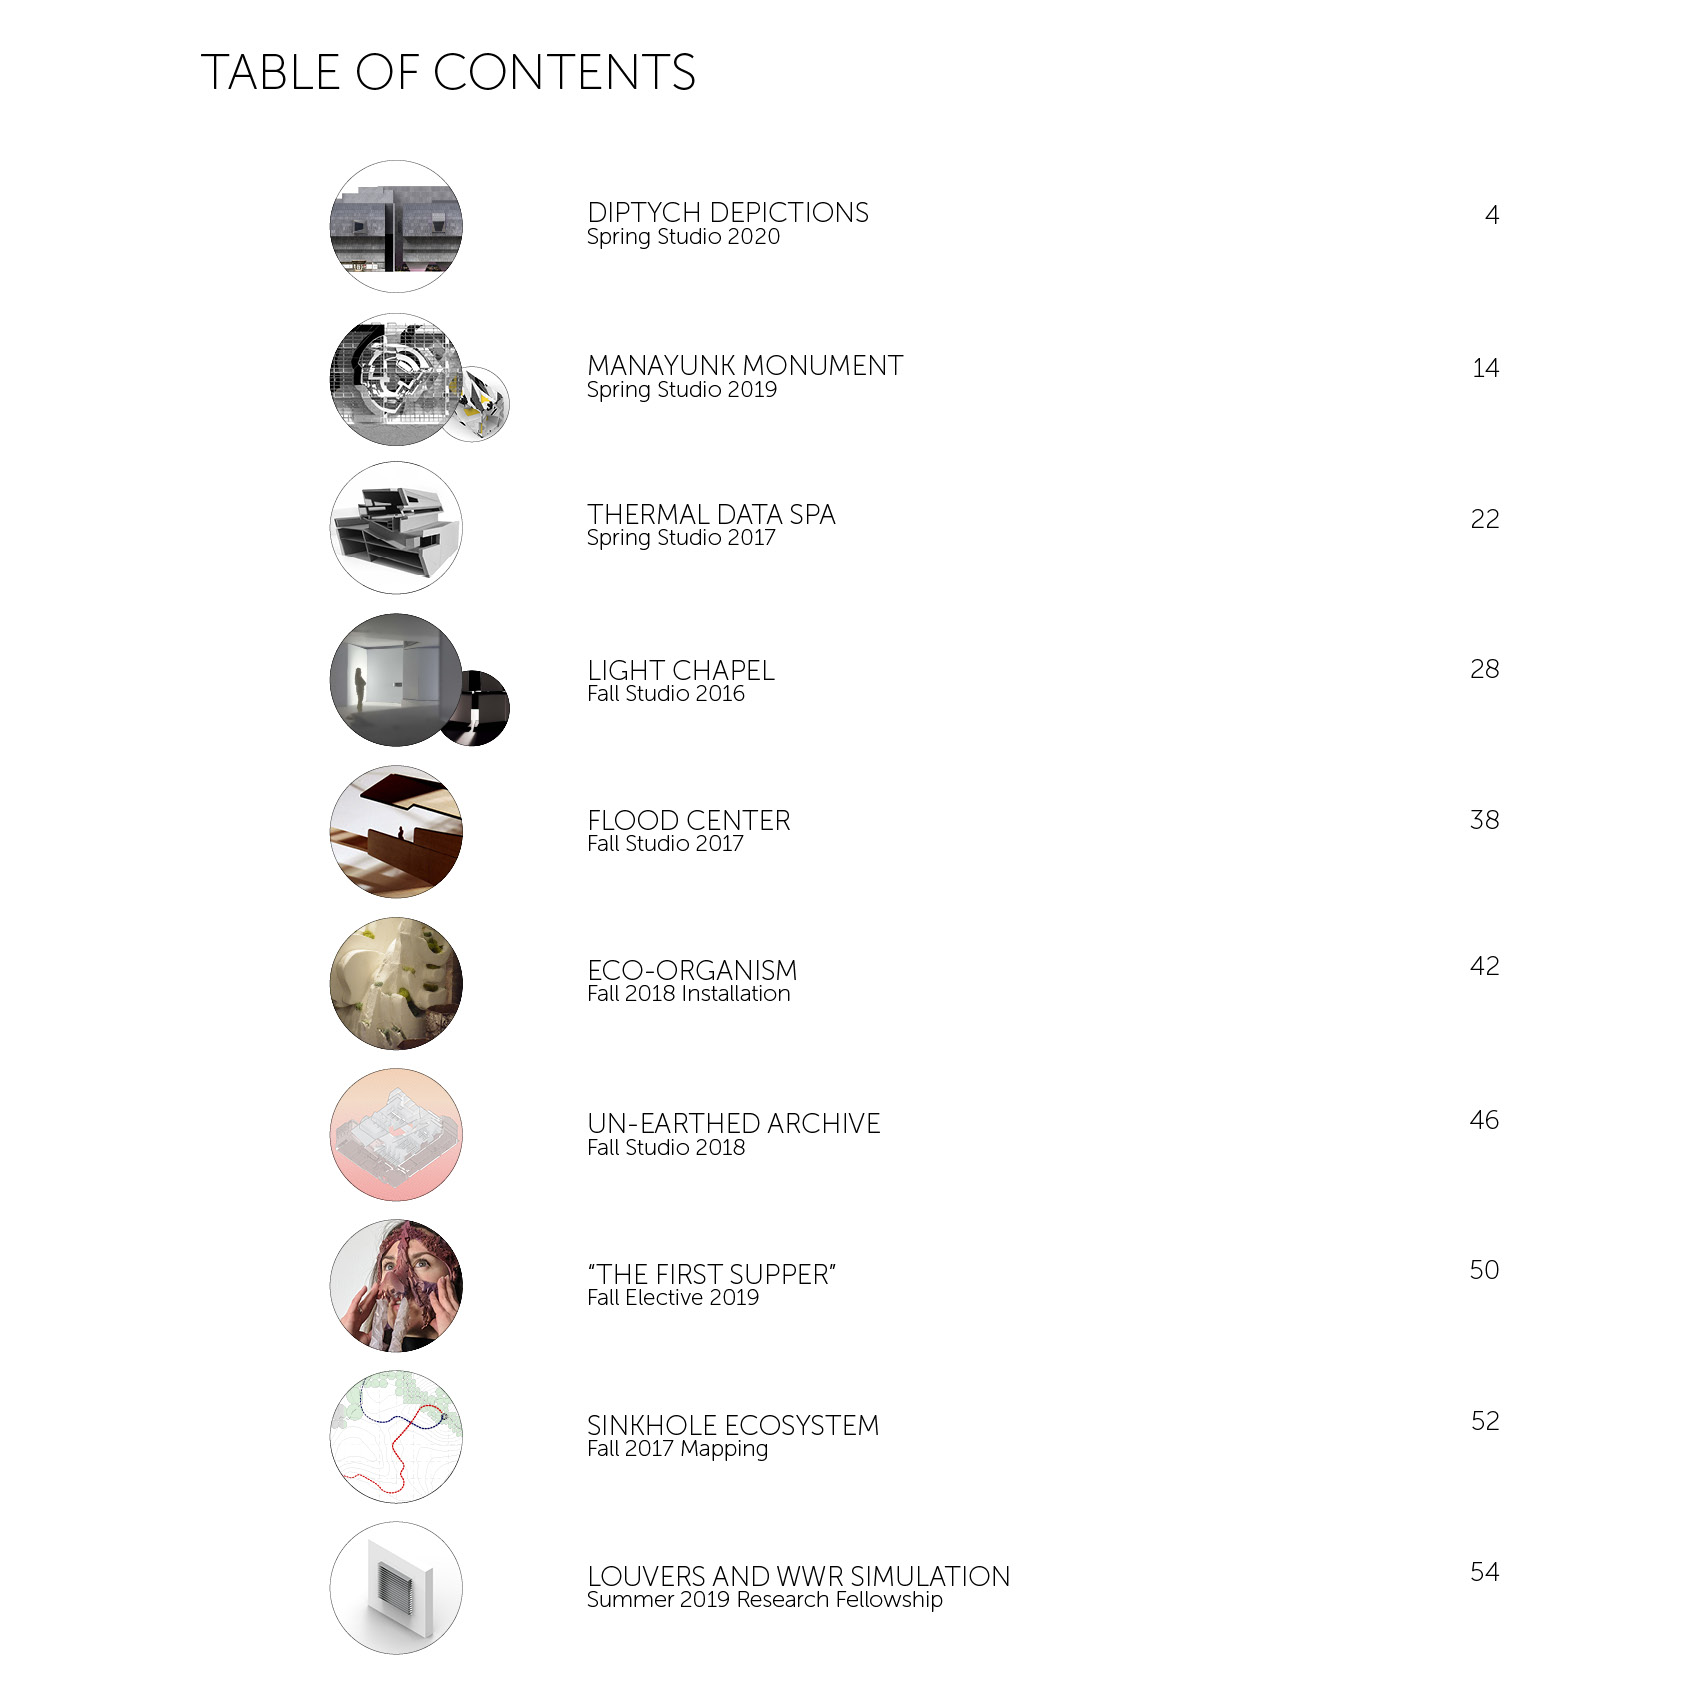 TABLE OF CONTENTS
DIPTYCH DEPICTIONS 4
Spring Studio 2020
MANAYUNK MONUMENT 14
Spring Studio 2019
THERMAL DATA SPA 22
Spring Studio 2017
LIGHT CHAPEL 28
Fall Studio 2016
FLOOD CENTER 38
Fall Studio 2017
ECO-ORGANISM 42
Fall 2018 Installation
UN-EARTHED ARCHIVE 46
Fall Studio 2018
“THE FIRST SUPPER” 50
Fall Elective 2019
SINKHOLE ECOSYSTEM 52
Fall 2017 Mapping
LOUVERS AND WWR SIMULATION 54
Summer 2019 Research Fellowship